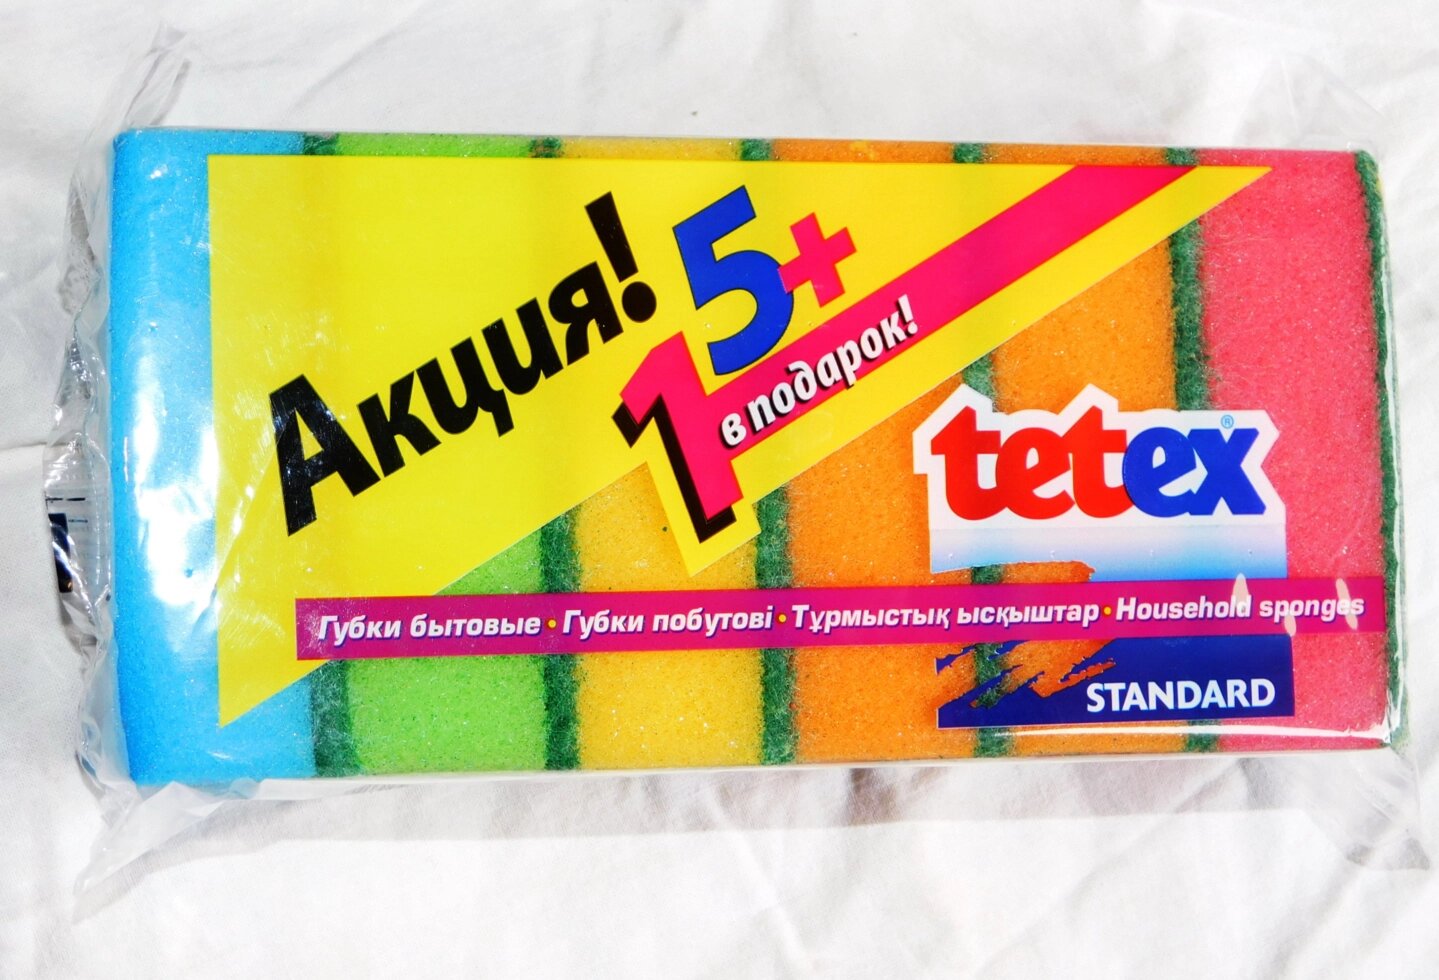 Акция!
5+
1
в подарок!
tetex®
Губки бытовые • Губки побутові • Тұрмыстық ысқыштар • Household sponges
STANDARD